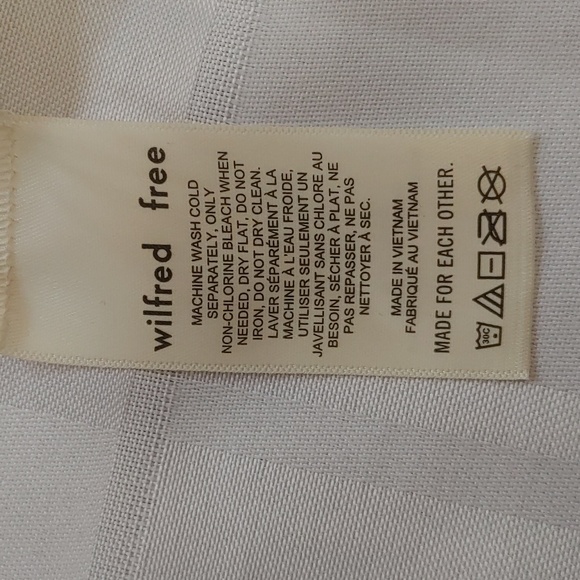 wilfred free
MACHINE WASH COLD
SEPARATELY, ONLY
NON-CHLORINE BLEACH WHEN
NEEDED, DRY FLAT, DO NOT
IRON, DO NOT DRY CLEAN.
LAVER SÉPARÉMENT À LA
MACHINE À L'EAU FROIDE,
UTILISER SEULEMENT UN
JAVELLISANT SANS CHLORE AU
BESOIN, SÉCHER À PLAT, NE
PAS REPASSER, NE PAS
NETTOYER À SEC.
MADE IN VIETNAM
FABRIQUÉ AU VIETNAM
MADE FOR EACH OTHER.
30C